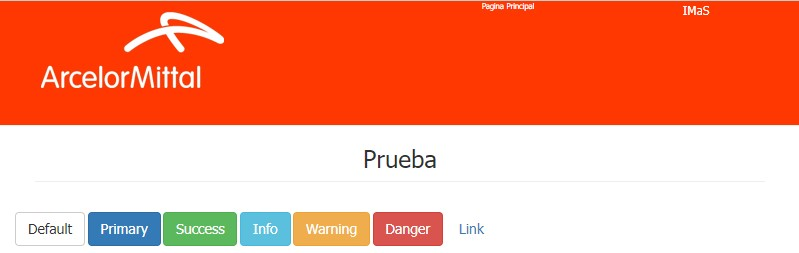 Pagina Principal
IMaS
ArcelorMittal
Prueba
Default Primary Success Info Warning Danger Link